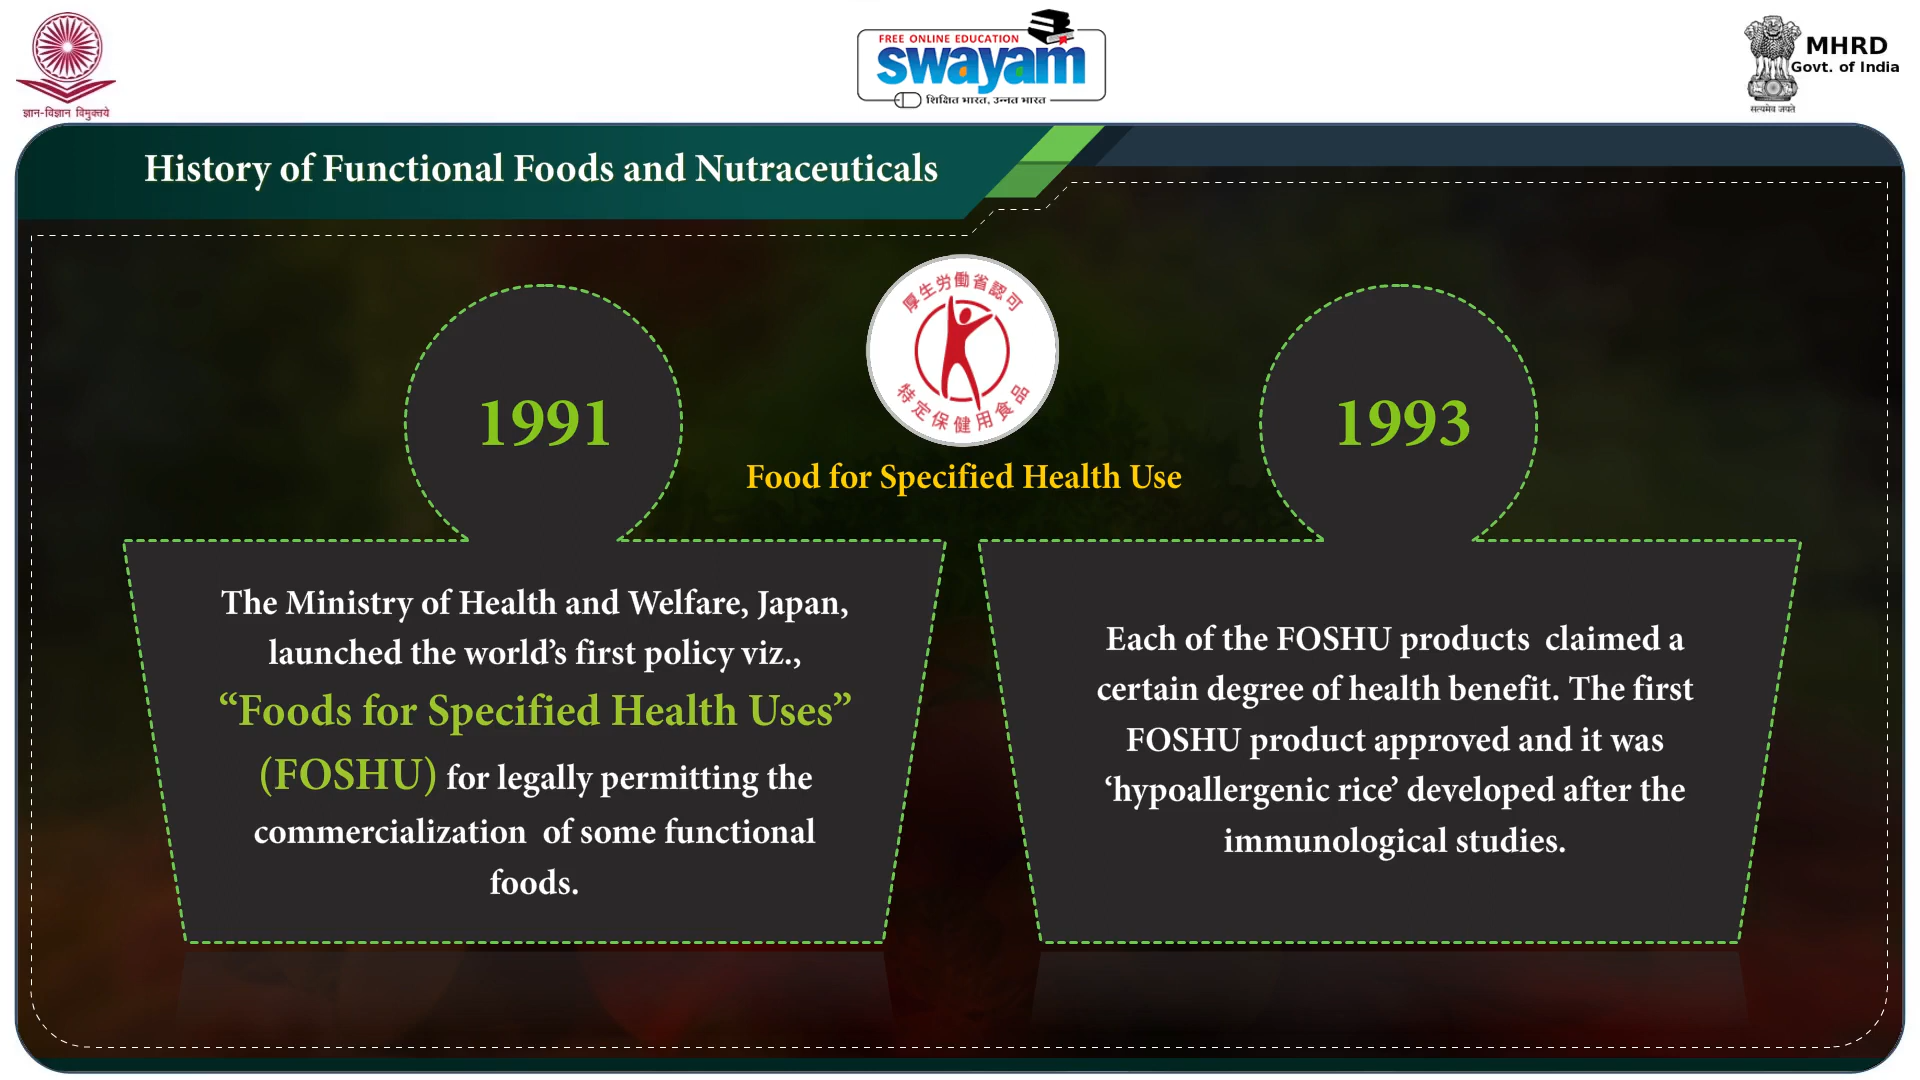 ज्ञान-विज्ञान विमुक्तये
FREE ONLINE EDUCATION
swayam
शिक्षित भारत, उन्नत भारत
MHRD
Govt. of India
सत्यमेव जयते
History of Functional Foods and Nutraceuticals
1991
厚生労働省認可
特定保健用食品
Food for Specified Health Use
1993
The Ministry of Health and Welfare, Japan,
launched the world’s first policy viz.,
“Foods for Specified Health Uses”
(FOSHU) for legally permitting the
commercialization of some functional
foods.
Each of the FOSHU products claimed a
certain degree of health benefit. The first
FOSHU product approved and it was
‘hypoallergenic rice’ developed after the
immunological studies.